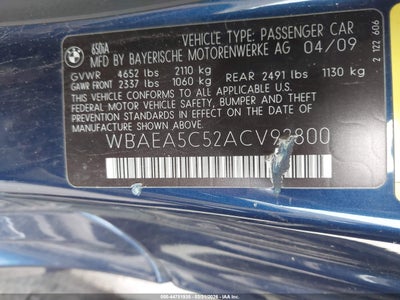 BMW
650iA
VEHICLE TYPE: PASSENGER CAR
MFD BY BAYERISCHE MOTORENWERKE AG 04/09
GVWR 4652 lbs 2110 kg
GAWR FRONT 2337 lbs 1060 kg REAR 2491 lbs 1130 kg
THIS VEHICLE CONFORMS TO ALL APPLICABLE
FEDERAL MOTOR VEHICLE SAFETY, BUMPER,
AND THEFT PREVENTION STANDARDS IN EFFECT
ON THE DATE OF MANUFACTURE SHOWN ABOVE.
2 122 606